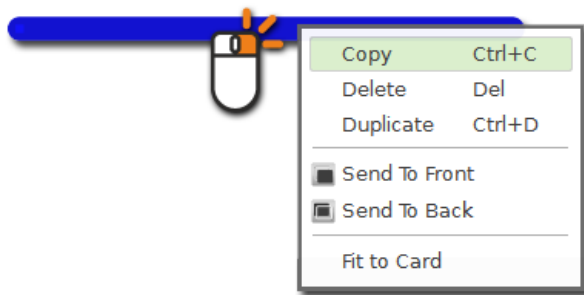 Copy Ctrl+C
Delete Del
Duplicate Ctrl+D
Send To Front
Send To Back
Fit to Card